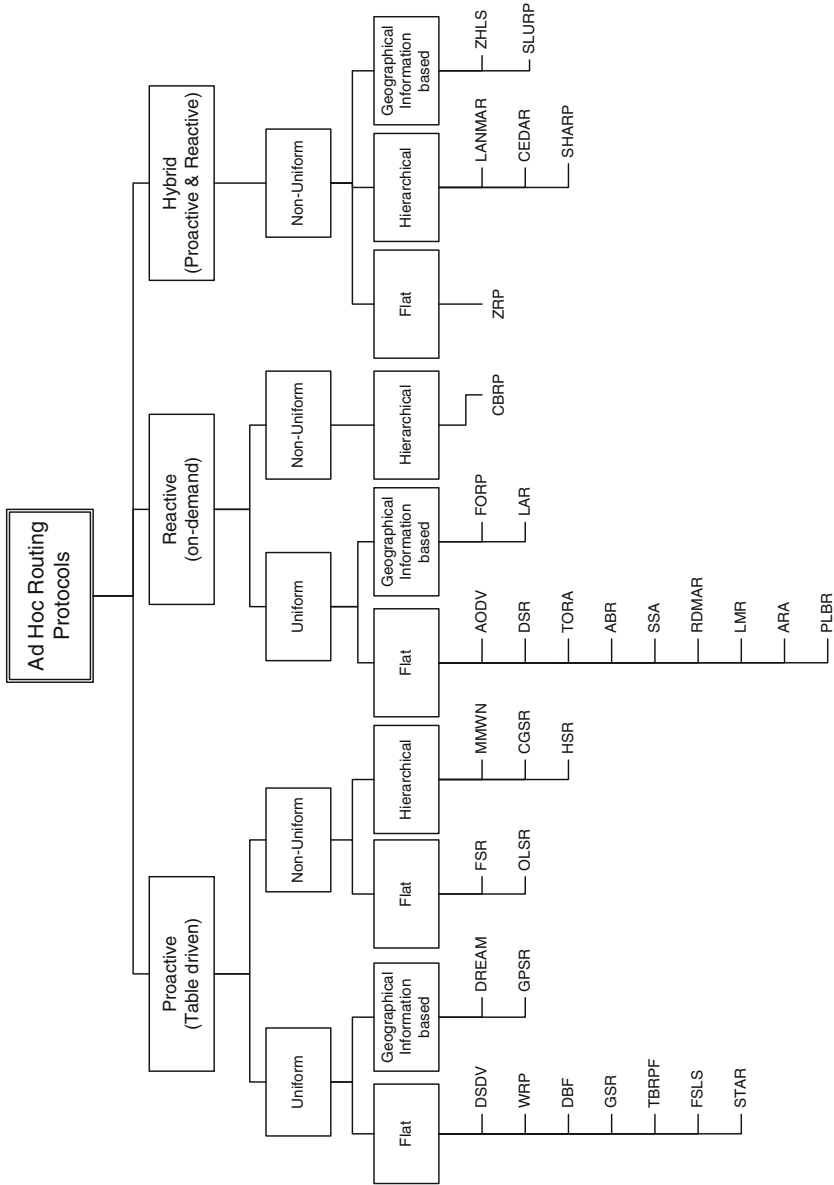 Ad Hoc Routing
Protocols
Proactive
(Table driven)
Reactive
(on-demand)
Hybrid
(Proactive & Reactive)
Uniform
Non-Uniform
Uniform
Non-Uniform
Non-Uniform
Flat
Geographical
Information
based
Flat
Hierarchical
Flat
Geographical
Information
based
Hierarchical
Flat
Hierarchical
Geographical
Information
based
DSDV
WRP
DBF
GSR
TBRPF
FSLS
STAR
DREAM
GPSR
FSR
OLSR
MMWN
CGSR
HSR
AODV
DSR
TORA
ABR
SSA
RDMAR
LMR
ARA
PLBR
FORP
LAR
CBRP
ZRP
LANMAR
CEDAR
SHARP
ZHLS
SLURP